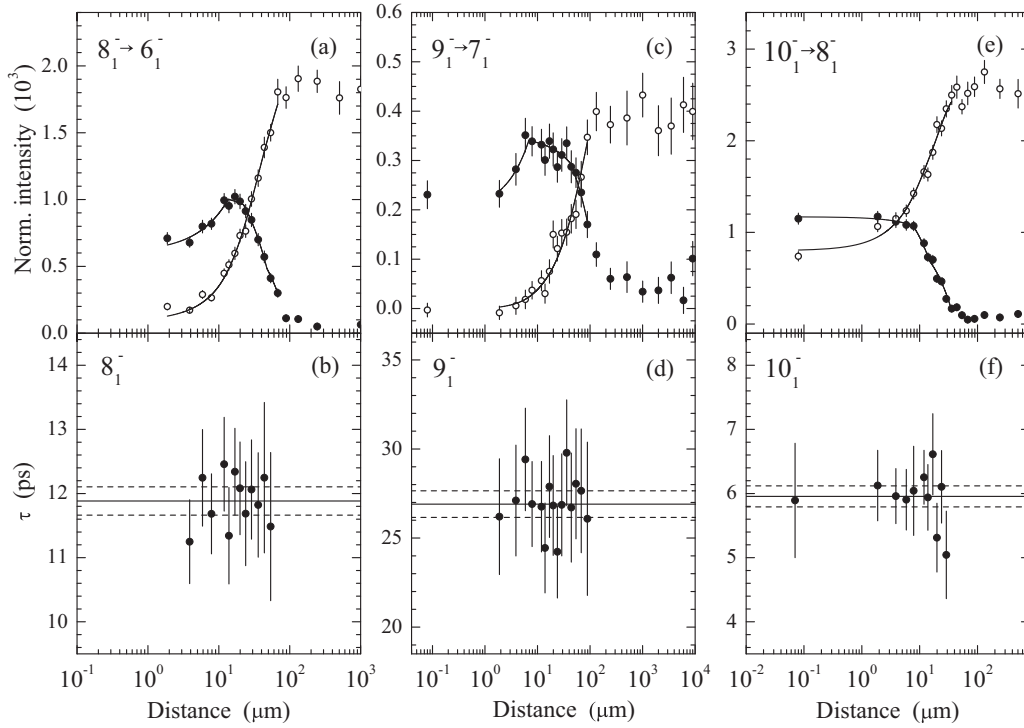 8₁⁻→ 6₁⁻ (a)
9₁⁻→7₁⁻ (c)
10₁⁻→8₁⁻ (e)
Norm. intensity (10³)
2.0
1.5
1.0
0.5
0.0
0.6
0.5
0.4
0.3
0.2
0.1
0.0
3
2
1
0
8₁⁻ (b)
9₁⁻ (d)
10₁⁻ (f)
τ (ps)
14
13
12
11
10
35
30
25
20
8
7
6
5
4
10⁻¹ 10⁰ 10¹ 10² 10³
10⁻¹ 10⁰ 10¹ 10² 10³ 10⁴
10⁻² 10⁻¹ 10⁰ 10¹ 10²
Distance (μm)
Distance (μm)
Distance (μm)